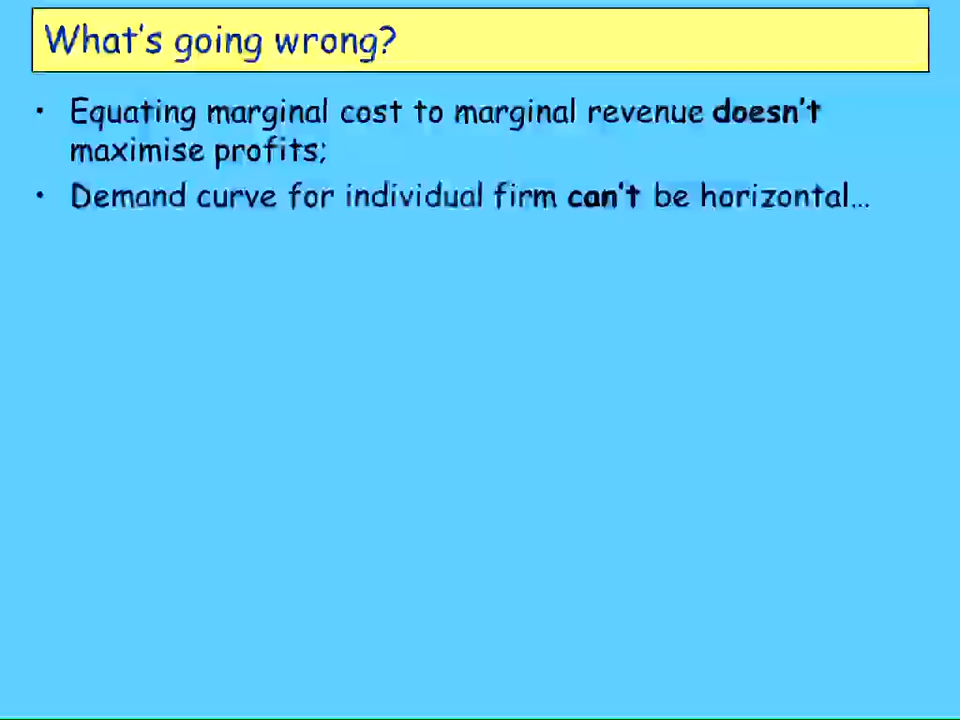 What's going wrong?
• Equating marginal cost to marginal revenue doesn't
maximise profits;
• Demand curve for individual firm can't be horizontal…